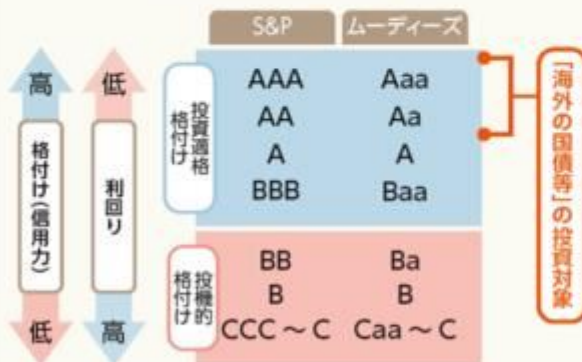 S&P ムーディーズ
高
格付け(信用力)
低
低
利回り
高
投資適格
格付け
AAA Aaa
AA Aa
A A
BBB Baa
投機的
格付け
BB Ba
B B
CCC～C Caa～C
「海外の国債等」の投資対象